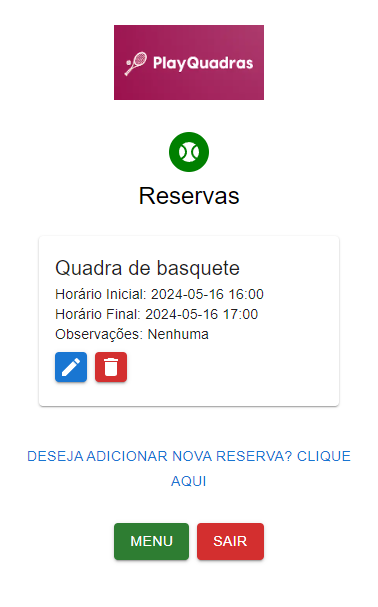 PlayQuadras
Reservas
Quadra de basquete
Horário Inicial: 2024-05-16 16:00
Horário Final: 2024-05-16 17:00
Observações: Nenhuma
DESEJA ADICIONAR NOVA RESERVA? CLIQUE
AQUI
MENU
SAIR